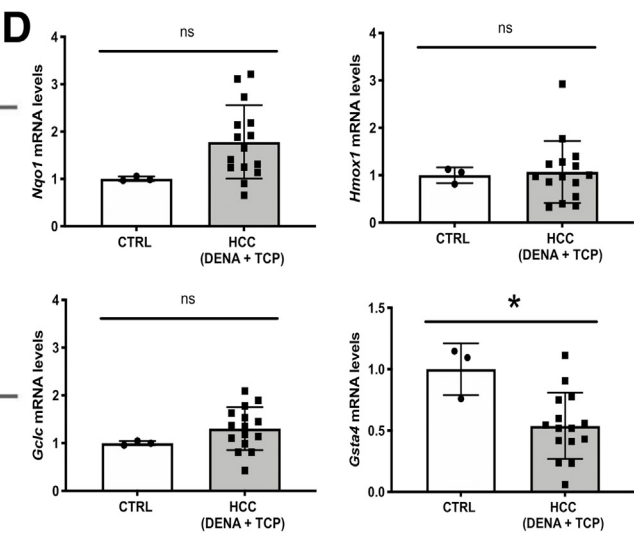 D
ns
4
3
2
1
0
Nqo1 mRNA levels
CTRL
HCC
(DENA + TCP)
ns
4
3
2
1
0
Hmox1 mRNA levels
CTRL
HCC
(DENA + TCP)
ns
4
3
2
1
0
Gclc mRNA levels
CTRL
HCC
(DENA + TCP)
*
1.5
1.0
0.5
0.0
Gsta4 mRNA levels
CTRL
HCC
(DENA + TCP)